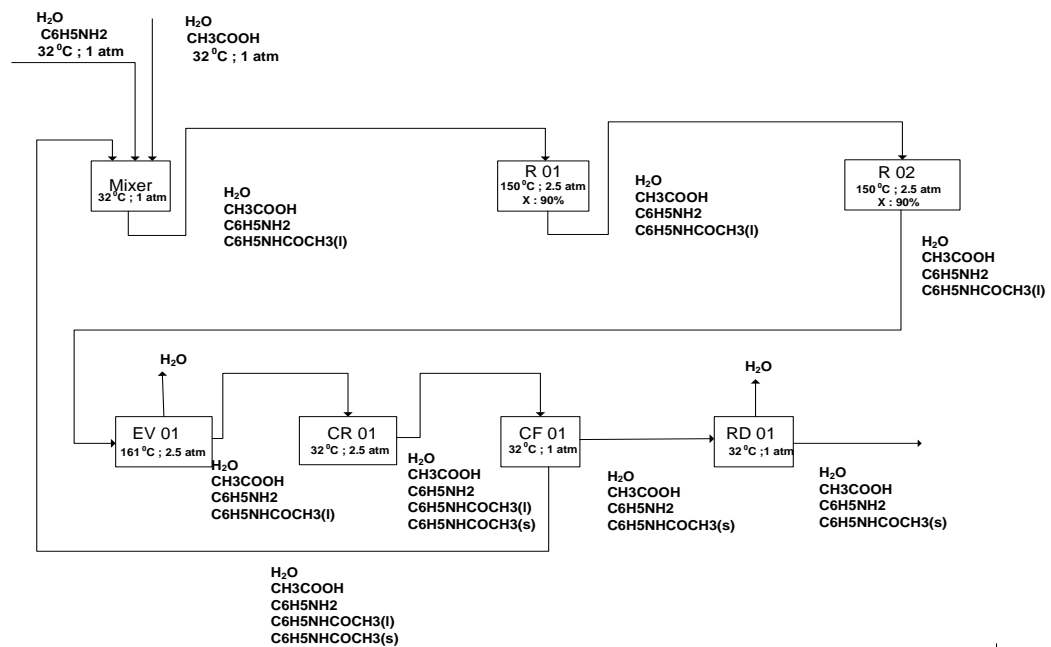 H₂O
C6H5NH2
32 ⁰C ; 1 atm
H₂O
CH3COOH
32 ⁰C ; 1 atm
Mixer
32 ⁰C ; 1 atm
H₂O
CH3COOH
C6H5NH2
C6H5NHCOCH3(l)
R 01
150 ⁰C ; 2.5 atm
X : 90%
H₂O
CH3COOH
C6H5NH2
C6H5NHCOCH3(l)
R 02
150 ⁰C ; 2.5 atm
X : 90%
H₂O
CH3COOH
C6H5NH2
C6H5NHCOCH3(l)
H₂O
EV 01
161 ⁰C ; 2.5 atm
H₂O
CH3COOH
C6H5NH2
C6H5NHCOCH3(l)
CR 01
32 ⁰C ; 2.5 atm
H₂O
CH3COOH
C6H5NH2
C6H5NHCOCH3(l)
C6H5NHCOCH3(s)
CF 01
32 ⁰C ; 1 atm
H₂O
CH3COOH
C6H5NH2
C6H5NHCOCH3(s)
H₂O
RD 01
32 ⁰C ;1 atm
H₂O
CH3COOH
C6H5NH2
C6H5NHCOCH3(s)
H₂O
CH3COOH
C6H5NH2
C6H5NHCOCH3(l)
C6H5NHCOCH3(s)